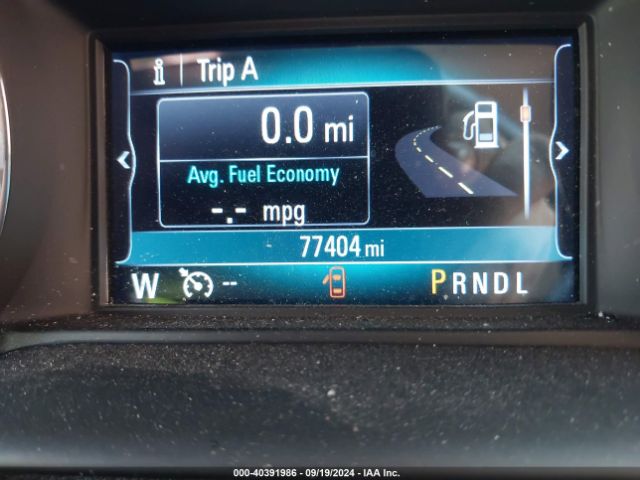 i Trip A
0.0 mi
Avg. Fuel Economy
-.- mpg
77404 mi
W -- PRNDL
000-40391986 - 09/19/2024 - IAA Inc.